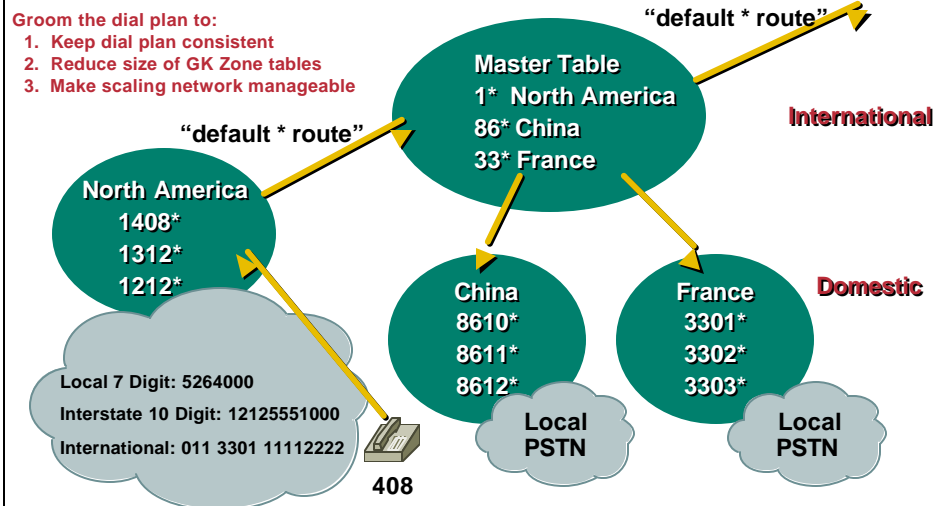 Groom the dial plan to:
1. Keep dial plan consistent
2. Reduce size of GK Zone tables
3. Make scaling network manageable
“default * route”
Master Table
1* North America
86* China
33* France
International
“default * route”
North America
1408*
1312*
1212*
China
8610*
8611*
8612*
France
3301*
3302*
3303*
Domestic
Local 7 Digit: 5264000
Interstate 10 Digit: 12125551000
International: 011 3301 11112222
408
Local
PSTN
Local
PSTN